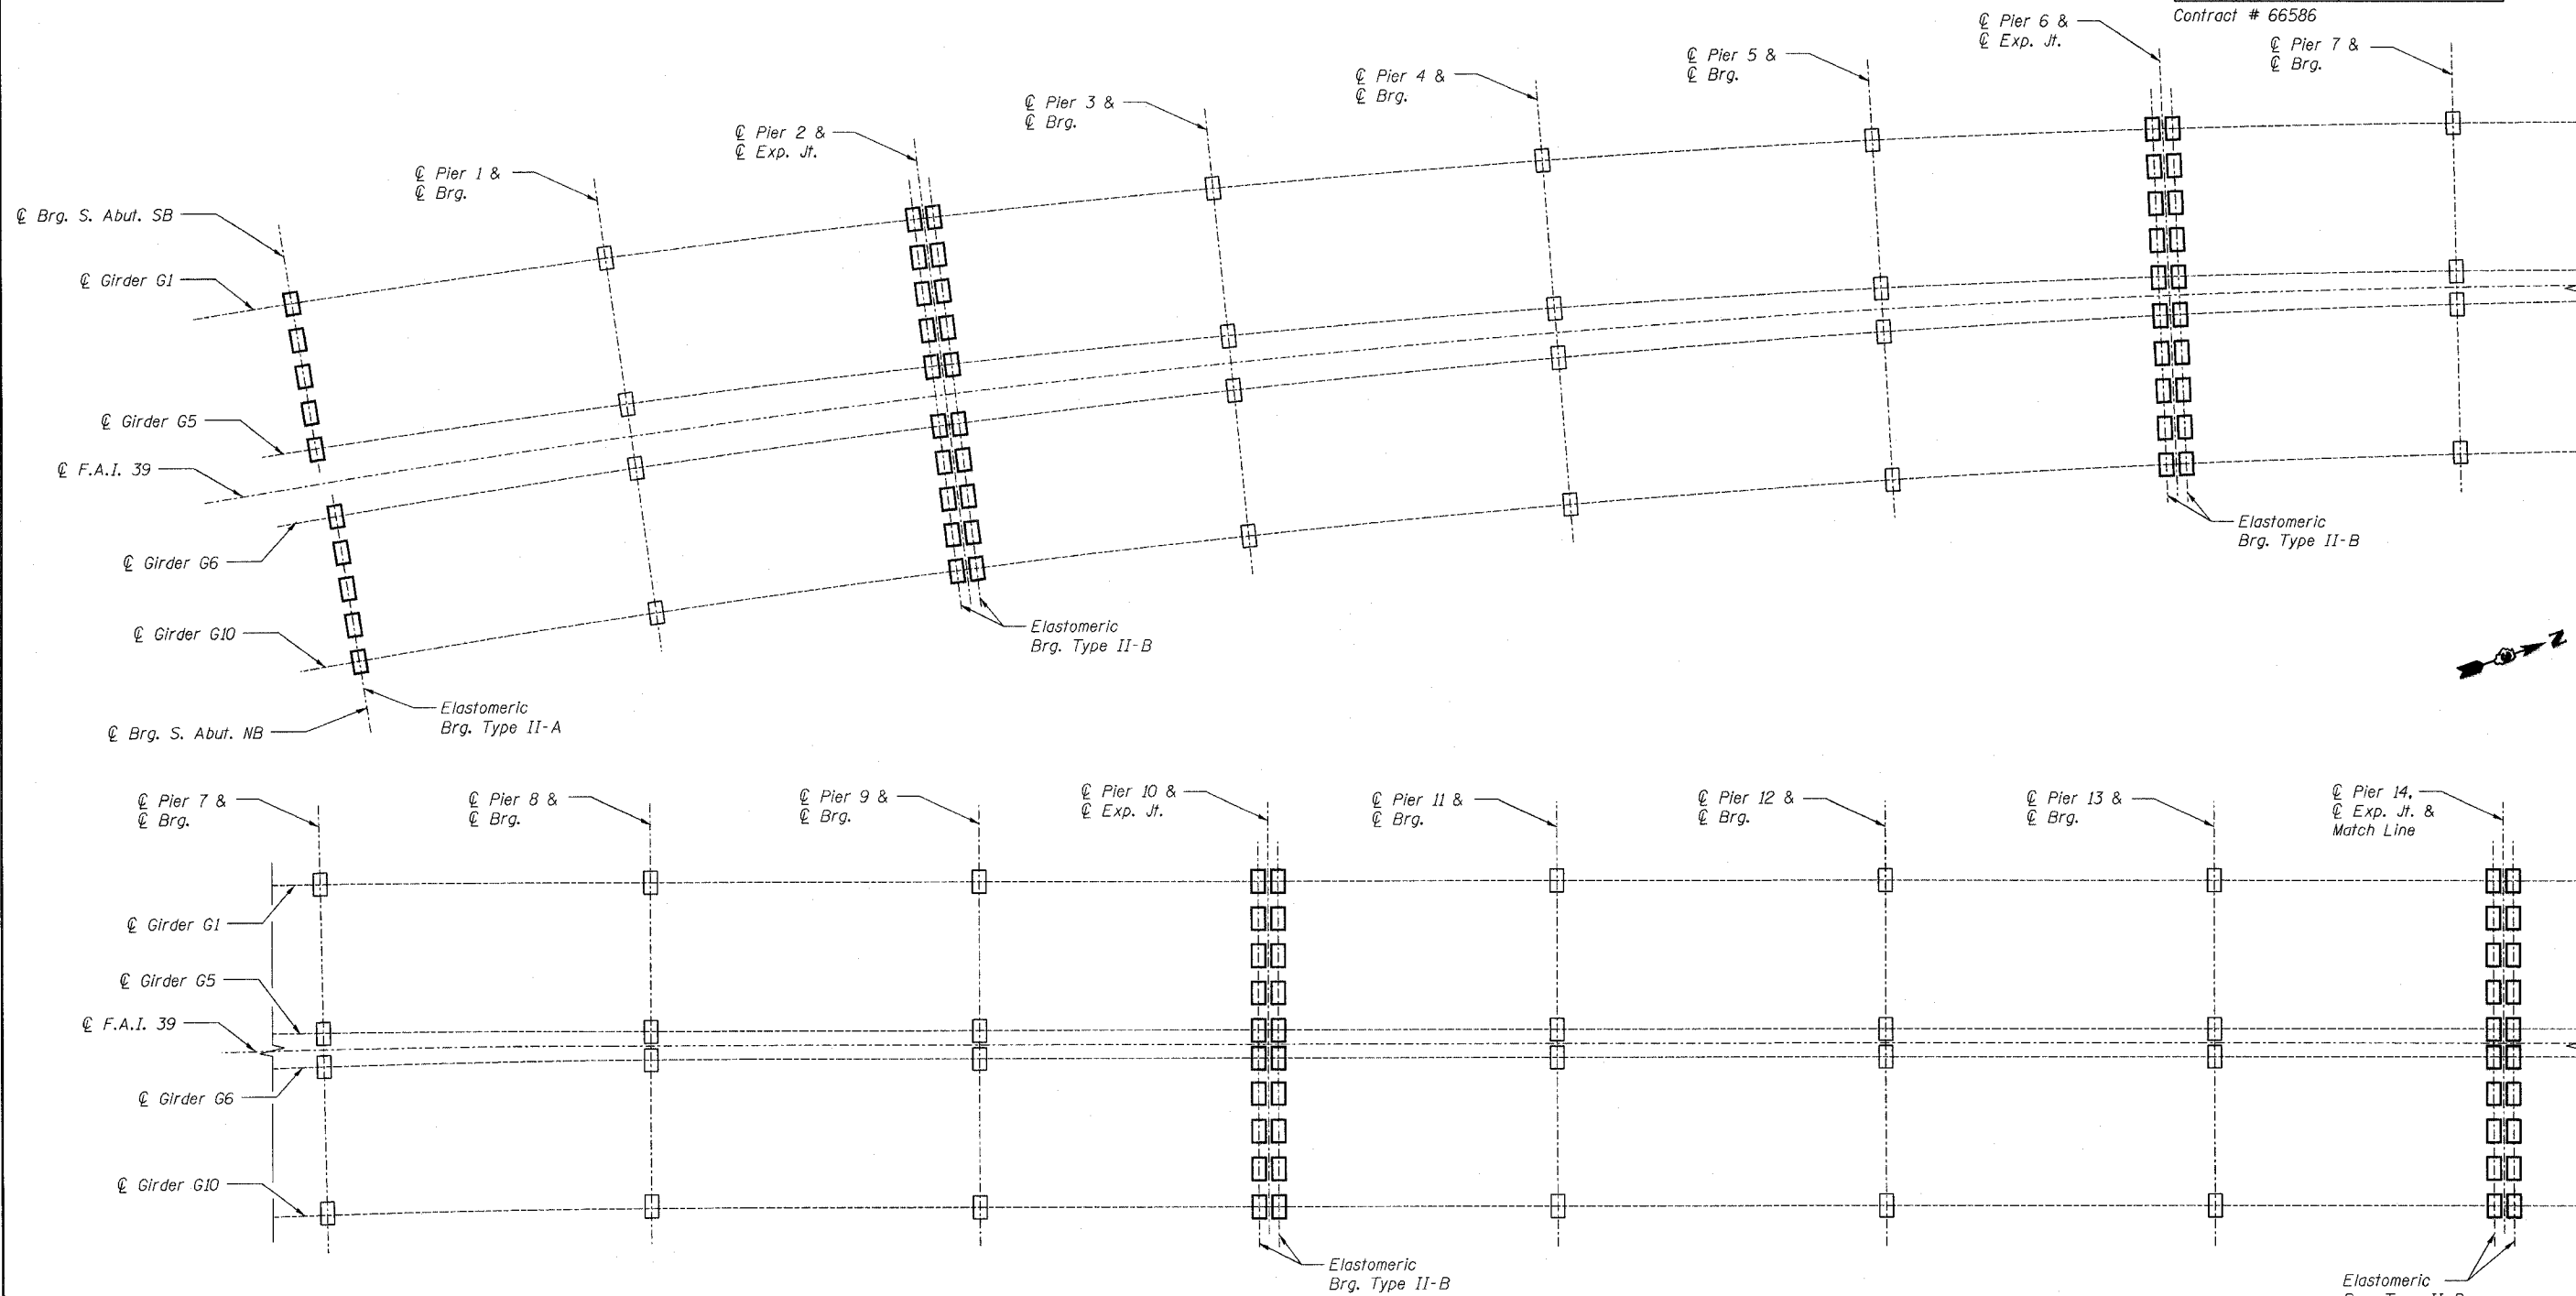 Contract # 66586
℄ Pier 6 &
℄ Exp. Jt.
℄ Pier 7 &
℄ Brg.
℄ Pier 5 &
℄ Brg.
℄ Pier 4 &
℄ Brg.
℄ Pier 3 &
℄ Brg.
℄ Pier 2 &
℄ Exp. Jt.
℄ Pier 1 &
℄ Brg.
℄ Brg. S. Abut. SB
℄ Girder G1
℄ Girder G5
℄ F.A.I. 39
℄ Girder G6
℄ Girder G10
℄ Brg. S. Abut. NB
Elastomeric
Brg. Type II-A
Elastomeric
Brg. Type II-B
Elastomeric
Brg. Type II-B
N
℄ Pier 7 &
℄ Brg.
℄ Pier 8 &
℄ Brg.
℄ Pier 9 &
℄ Brg.
℄ Pier 10 &
℄ Exp. Jt.
℄ Pier 11 &
℄ Brg.
℄ Pier 12 &
℄ Brg.
℄ Pier 13 &
℄ Brg.
℄ Pier 14,
℄ Exp. Jt. &
Match Line
℄ Girder G1
℄ Girder G5
℄ F.A.I. 39
℄ Girder G6
℄ Girder G10
Elastomeric
Brg. Type II-B
Elastomeric